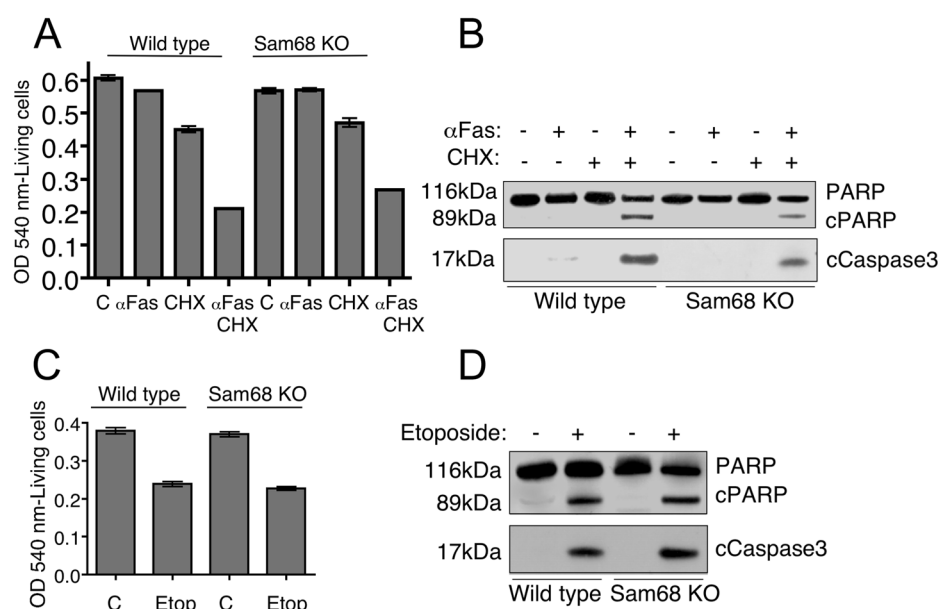 A
Wild type Sam68 KO
OD 540 nm-Living cells
0.6
0.5
0.4
0.3
0.2
0.1
0.0
C αFas CHX αFas C αFas CHX αFas
CHX CHX
B
αFas: - + - + - + - +
CHX: - - + + - - + +
116kDa PARP
89kDa cPARP
17kDa cCaspase3
Wild type Sam68 KO
C
Wild type Sam68 KO
OD 540 nm-Living cells
0.4
0.3
0.2
0.0
C Etop C Etop
D
Etoposide: - + - +
116kDa PARP
89kDa cPARP
17kDa cCaspase3
Wild type Sam68 KO